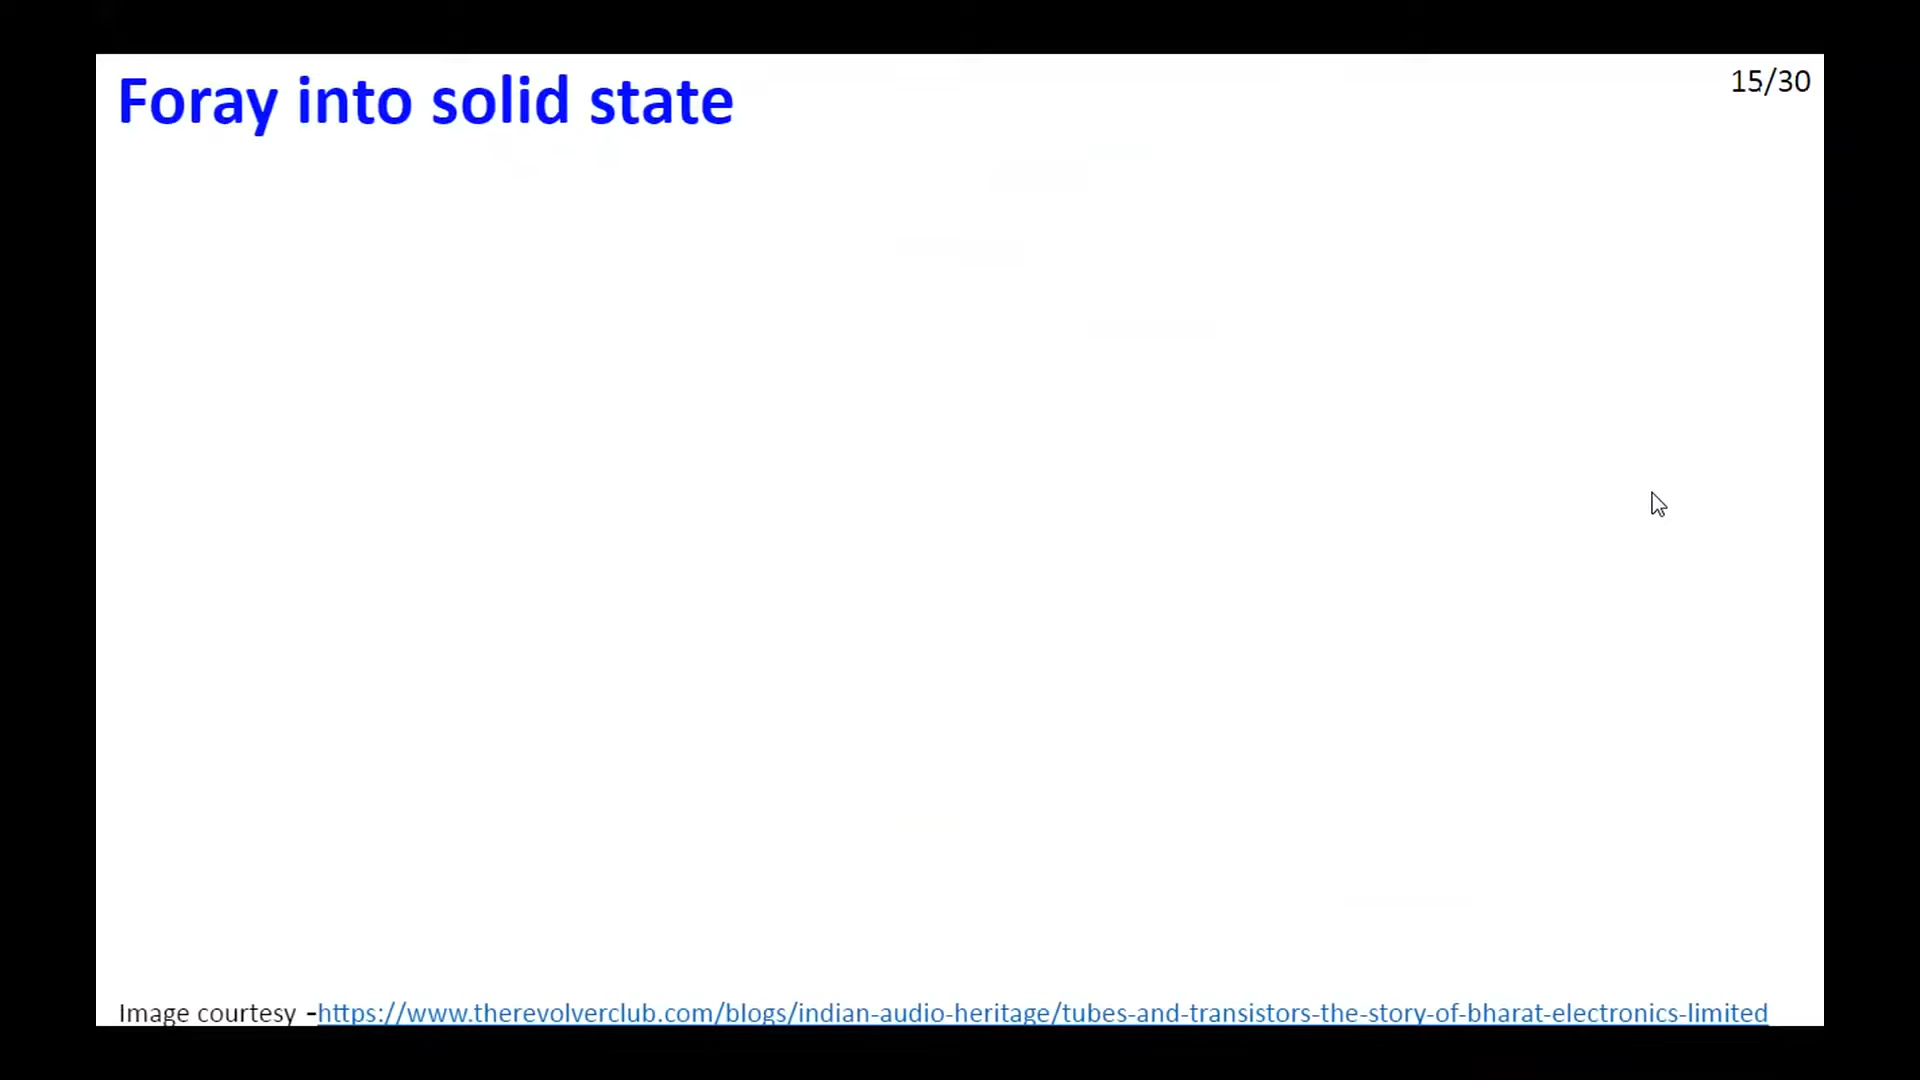 Foray into solid state
15/30
Image courtesy -https://www.therevolverclub.com/blogs/indian-audio-heritage/tubes-and-transistors-the-story-of-bharat-electronics-limited